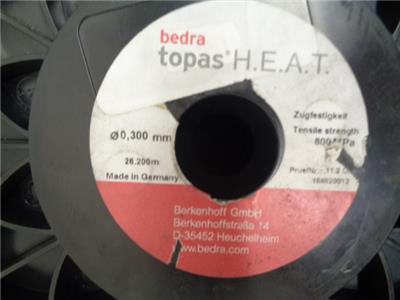 bedra
topas® H.E.A.T.
Zugfestigkeit
Tensile strength
Ø0,300 mm
26.200m
Made in Germany
Berkenhoff GmbH
Berkenhoffstraße 14
D-35452 Heuchelheim
www.bedra.com